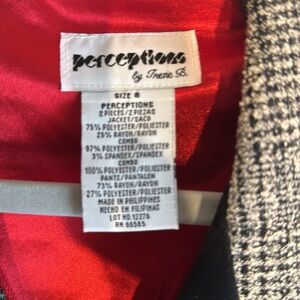 perceptions
by Irene B.
SIZE 8
PERCEPTIONS
2 PIECES/2 PIEZAS
JACKET/SACO
75% POLYESTER/POLIESTER
25% RAYON/RAYON
COMBO
97% POLYESTER/POLIESTER
3% SPANDEX/SPANDEX
COMBO
100% POLYESTER/POLIESTER
PANTS/PANTALON
73% RAYON/RAYON
27% POLYESTER/POLIESTER
MADE IN PHILIPPINES
HECHO EN FILIPINAS
LOT NO.12276
RN 66585